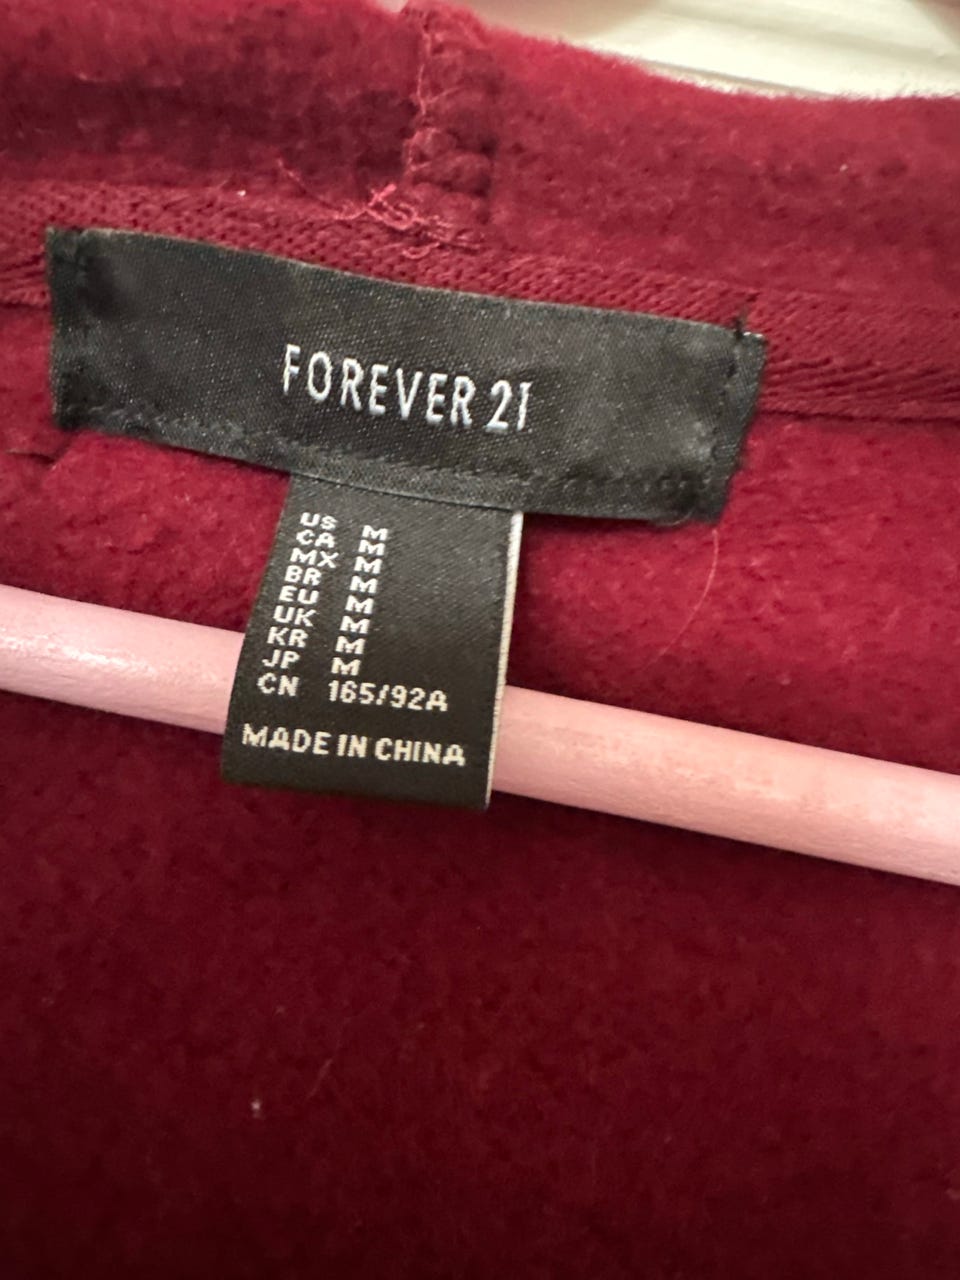 FOREVER 21
US M
CA M
MX M
BR M
EU M
UK M
KR M
JP M
CN 165/92A
MADE IN CHINA